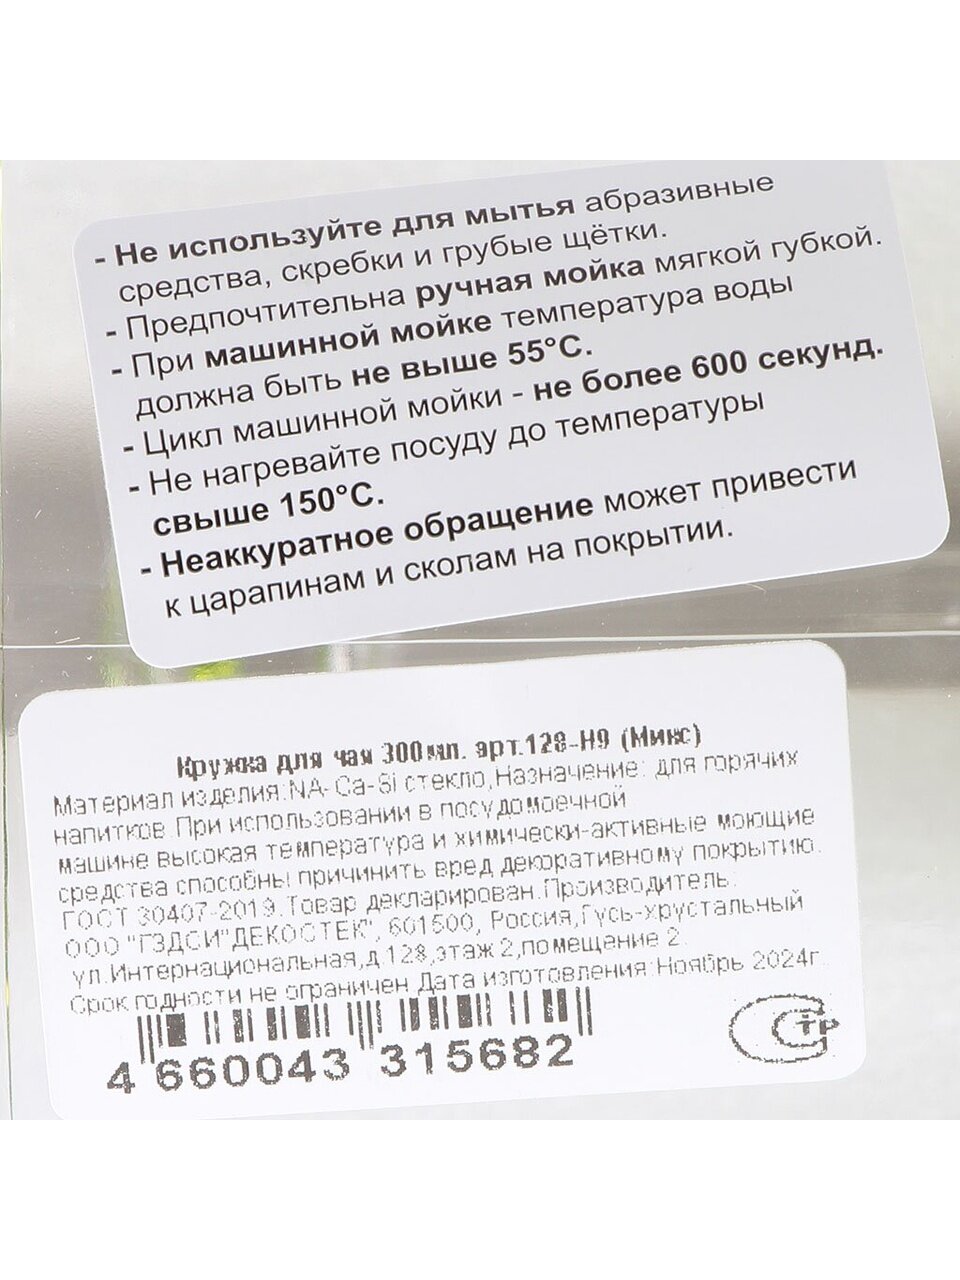 - Не используйте для мытья абразивные
средства, скребки и грубые щётки.
- Предпочтительна ручная мойка мягкой губкой.
- При машинной мойке температура воды
должна быть не выше 55°С.
- Цикл машинной мойки - не более 600 секунд.
- Не нагревайте посуду до температуры
свыше 150°С.
- Неаккуратное обращение может привести
к царапинам и сколам на покрытии.
Кружка для чая 300мл. арт.128-Н9 (Микс)
Материал изделия:NA-Ca-Si стекло,Назначение: для горячих
напитков.При использовании в посудомоечной
машине высокая температура и химически-активные моющие
средства способны причинить вред декоративному покрытию.
ГОСТ 30407-2019.Товар декларирован.Производитель:
ООО "ГЗДСИ"ДЕКОСТЕК", 601500, Россия,Гусь-хрустальный
ул.Интернациональная,д.128,этаж 2,помещение 2.
Срок годности не ограничен.Дата изготовления:Ноябрь 2024г.
4 660043 315682